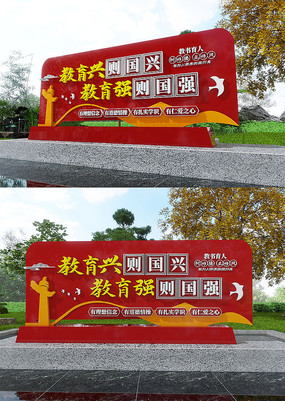 教育兴则国兴
教育强则国强
教书育人
有理想信念 有道德情操 有扎实学识 有仁爱之心
教育兴则国兴
教育强则国强
教书育人
有理想信念 有道德情操 有扎实学识 有仁爱之心